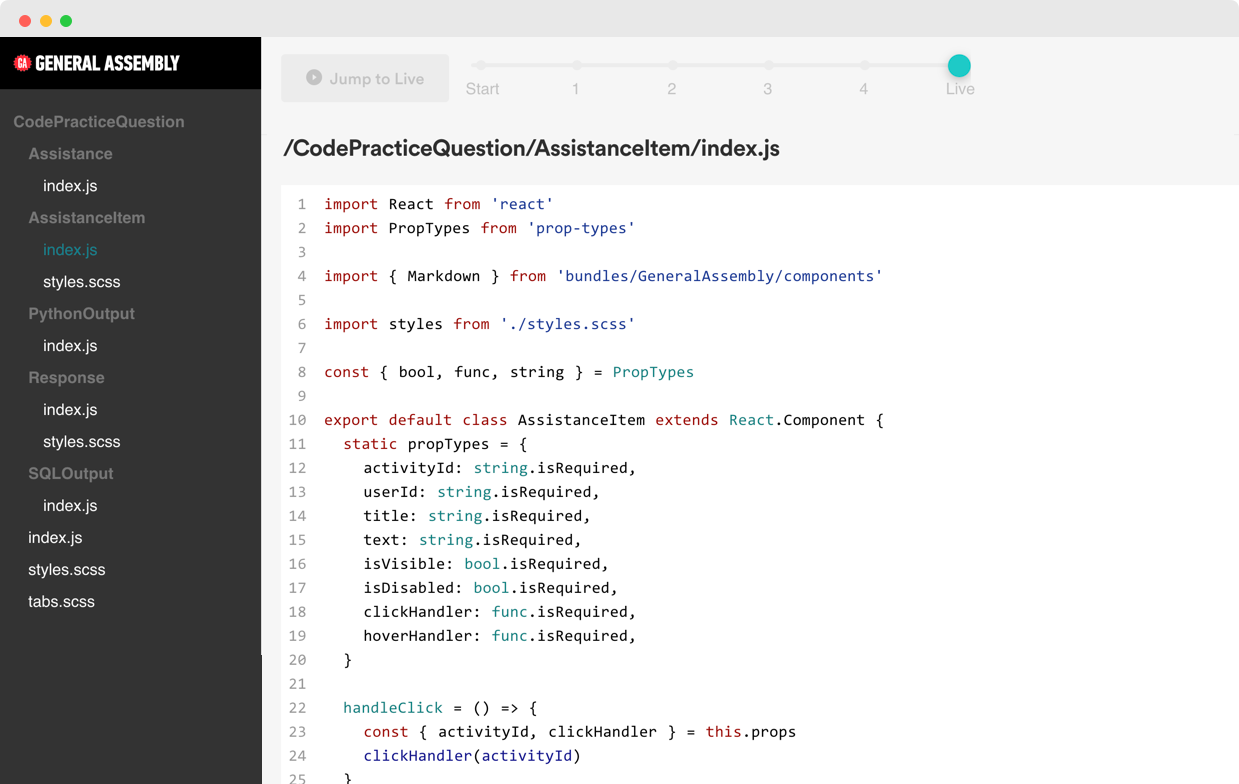 GA GENERAL ASSEMBLY
Jump to Live
Start 1 2 3 4 Live
CodePracticeQuestion
Assistance
index.js
AssistanceItem
index.js
styles.scss
PythonOutput
index.js
Response
index.js
styles.scss
SQLOutput
index.js
index.js
styles.scss
tabs.scss
/CodePracticeQuestion/AssistanceItem/index.js
1 import React from 'react'
2 import PropTypes from 'prop-types'
3
4 import { Markdown } from 'bundles/GeneralAssembly/components'
5
6 import styles from './styles.scss'
7
8 const { bool, func, string } = PropTypes
9
10 export default class AssistanceItem extends React.Component {
11 static propTypes = {
12 activityId: string.isRequired,
13 userId: string.isRequired,
14 title: string.isRequired,
15 text: string.isRequired,
16 isVisible: bool.isRequired,
17 isDisabled: bool.isRequired,
18 clickHandler: func.isRequired,
19 hoverHandler: func.isRequired,
20 }
21
22 handleClick = () => {
23 const { activityId, clickHandler } = this.props
24 clickHandler(activityId)
25 }